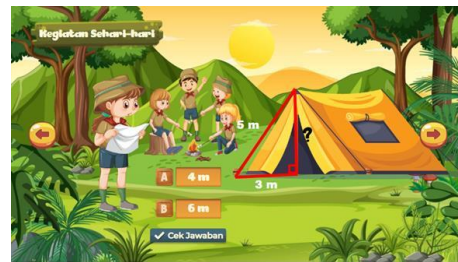 Kegiatan Sehari-hari
5 m
?
3 m
A 4 m
B 6 m
✓ Cek Jawaban